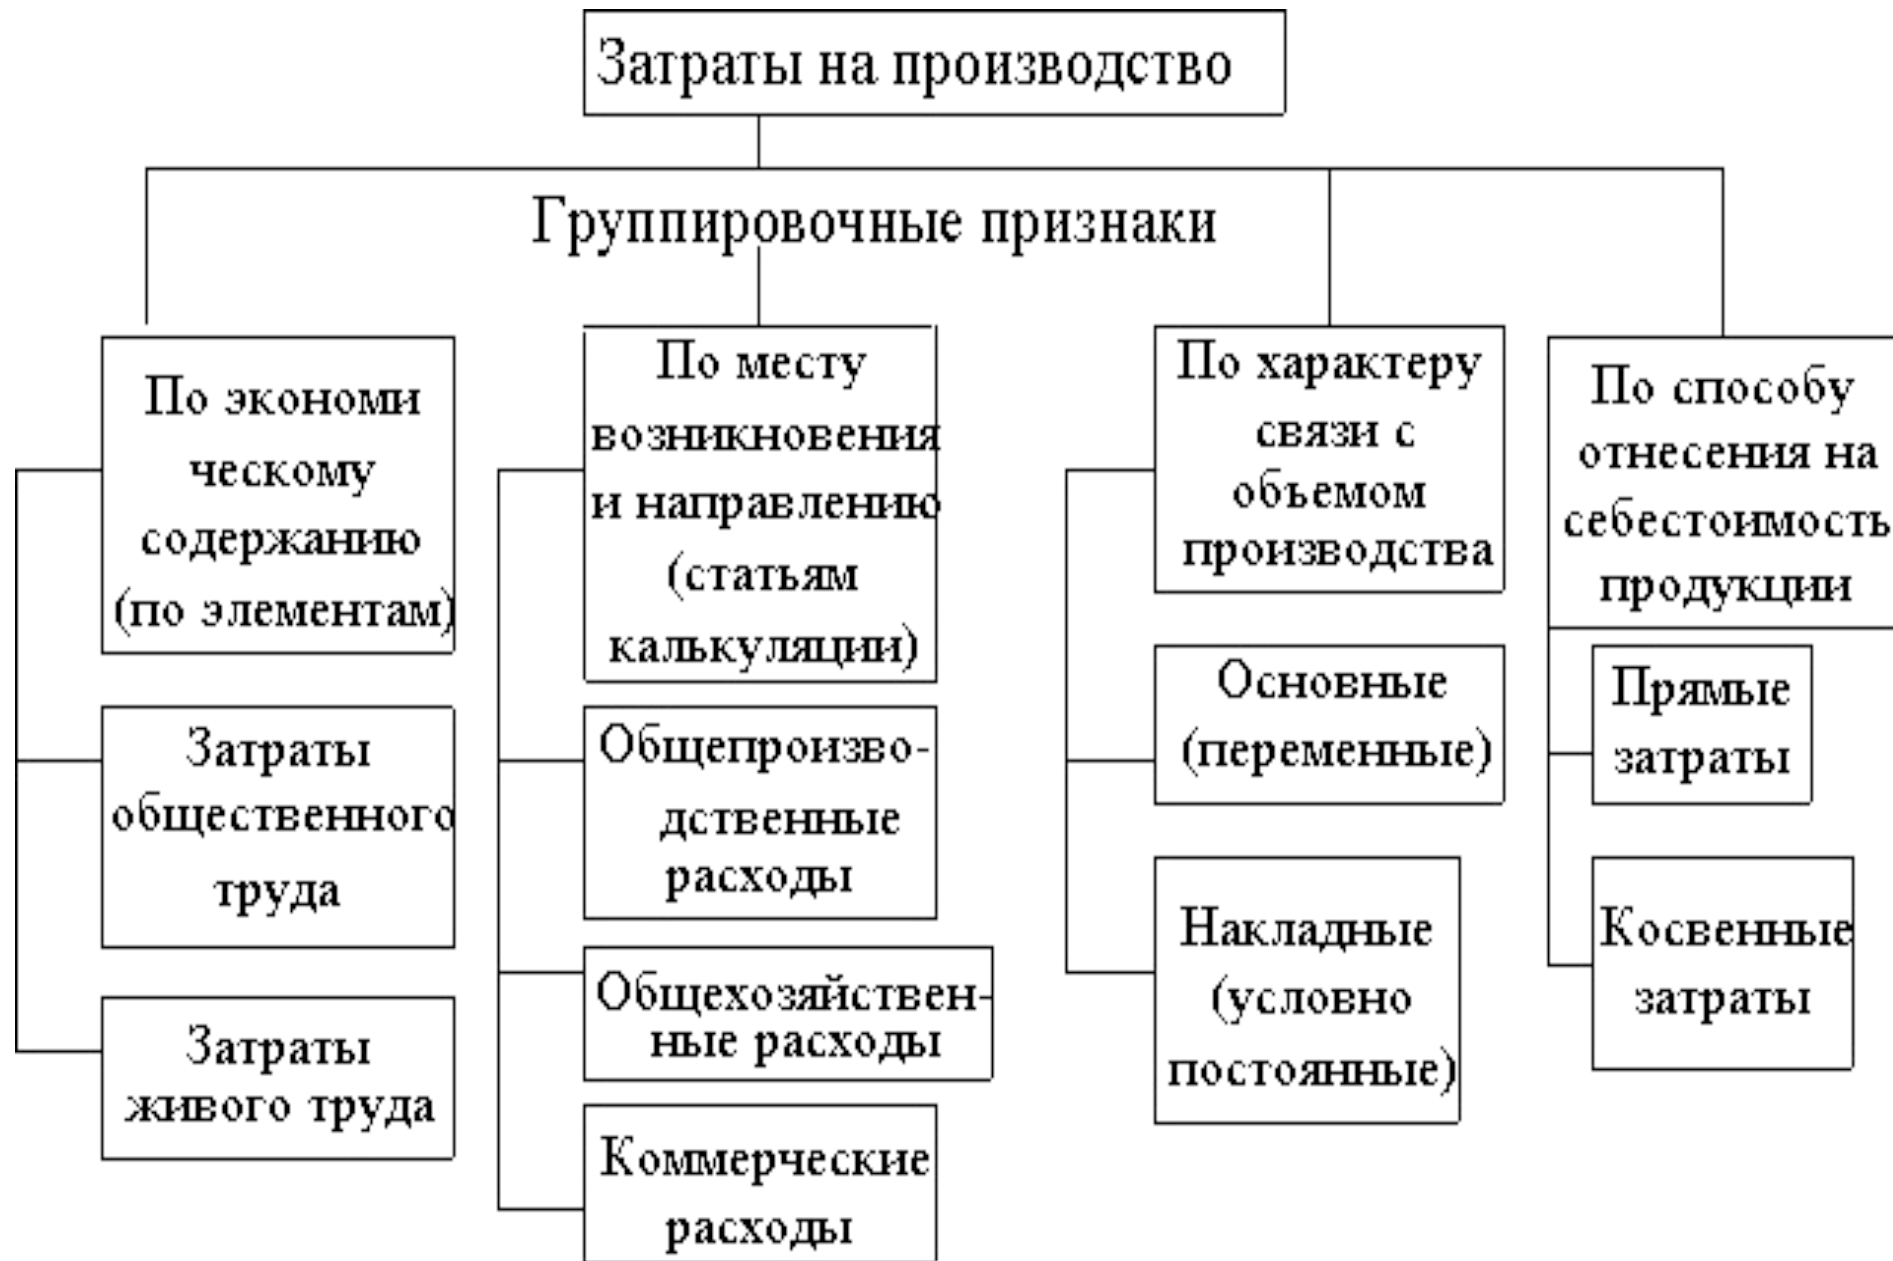 Затраты на производство
Группировочные признаки
По экономи
ческому
содержанию
(по элементам)
Затраты
общественного
труда
Затраты
живого труда
По месту
возникновения
и направлению
(статьям
калькуляции)
Общепроизво-
дственные
расходы
Общехозяйствен-
ные расходы
Коммерческие
расходы
По характеру
связи с
объемом
производства
Основные
(переменные)
Накладные
(условно
постоянные)
По способу
отнесения на
себестоимость
продукции
Прямые
затраты
Косвенные
затраты